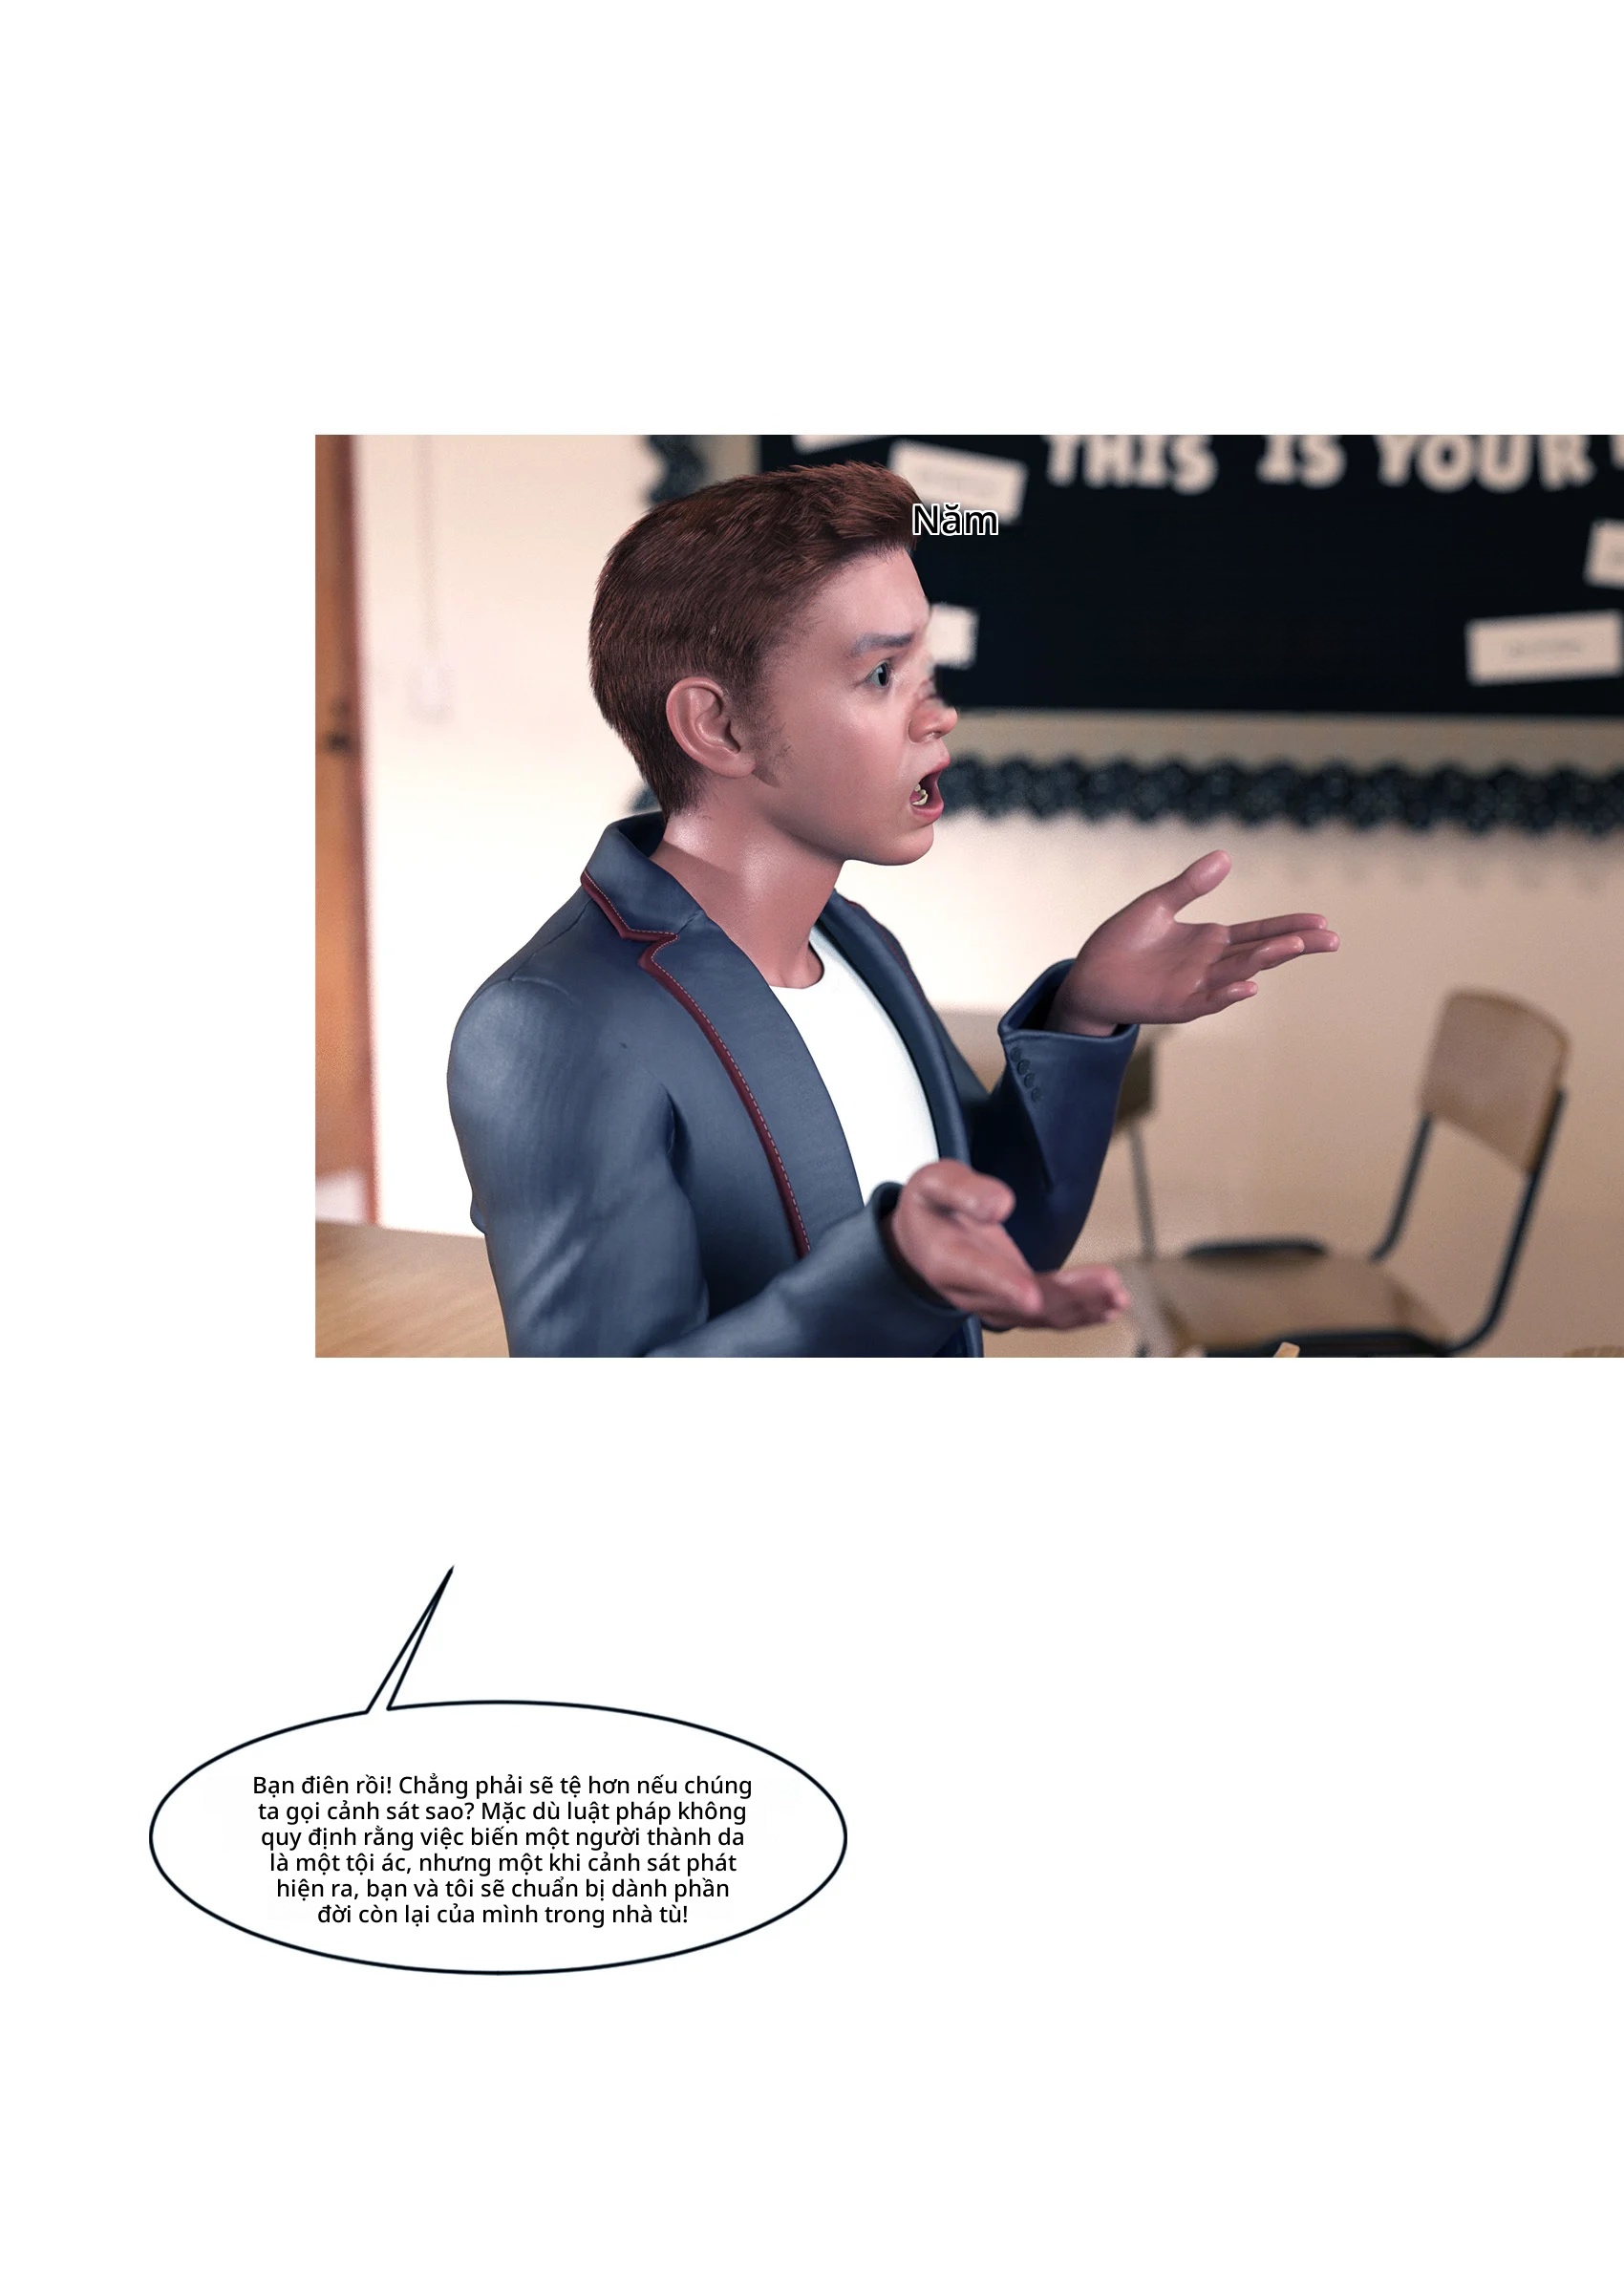 THIS IS YOUR
Năm
Bạn điên rồi! Chẳng phải sẽ tệ hơn nếu chúng
ta gọi cảnh sát sao? Mặc dù luật pháp không
quy định rằng việc biến một người thành da
là một tội ác, nhưng một khi cảnh sát phát
hiện ra, bạn và tôi sẽ chuẩn bị dành phần
đời còn lại của mình trong nhà tù!